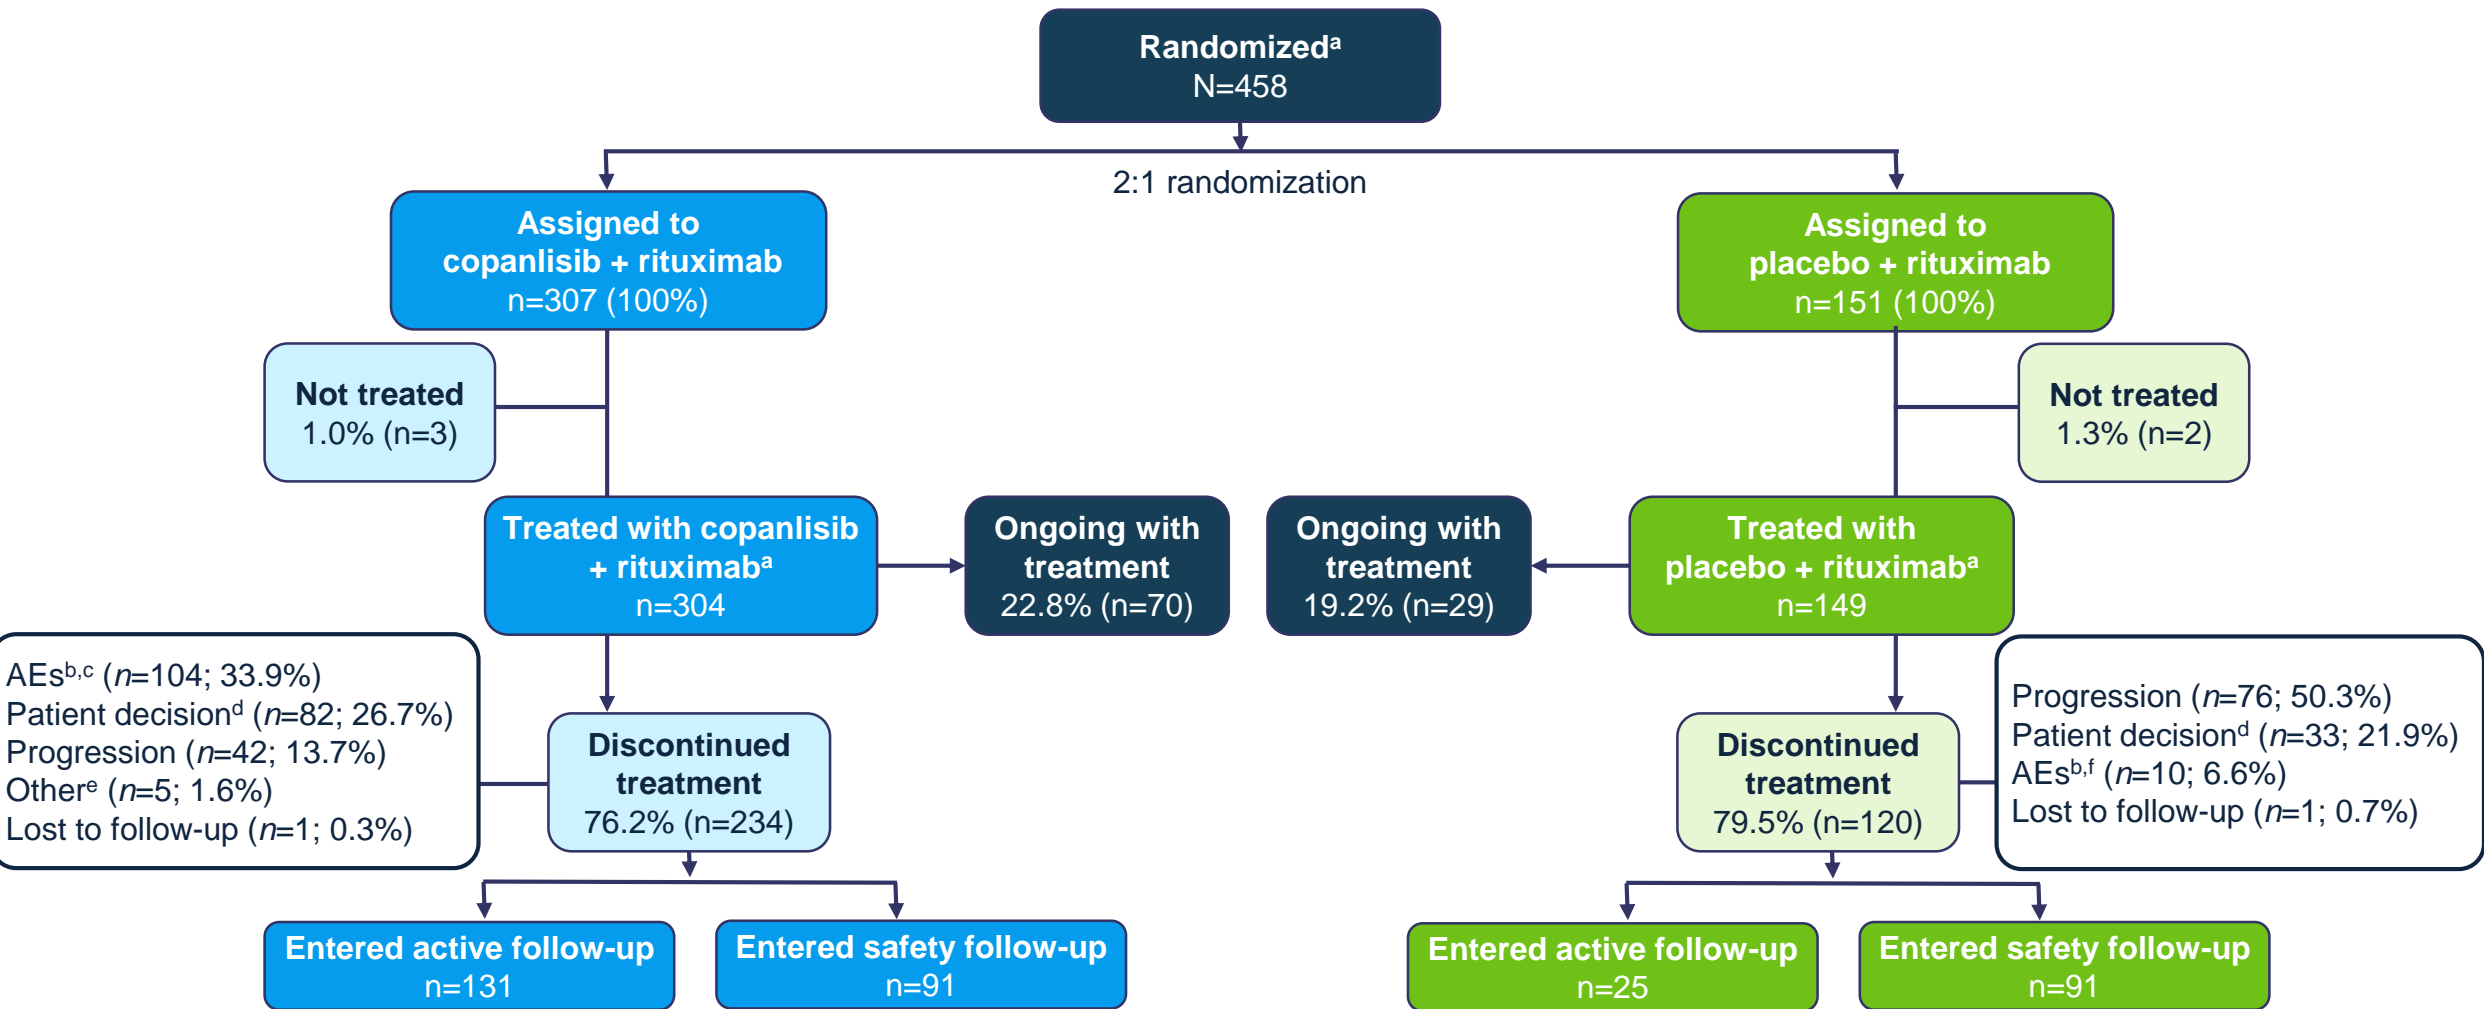 Randomizedᵃ
N=458
2:1 randomization
Assigned to
copanlisib + rituximab
n=307 (100%)
Assigned to
placebo + rituximab
n=151 (100%)
Not treated
1.0% (n=3)
Not treated
1.3% (n=2)
Treated with copanlisib
+ rituximabᵃ
n=304
Ongoing with
treatment
22.8% (n=70)
Ongoing with
treatment
19.2% (n=29)
Treated with
placebo + rituximabᵃ
n=149
AEsᵇ,ᶜ (n=104; 33.9%)
Patient decisionᵈ (n=82; 26.7%)
Progression (n=42; 13.7%)
Otherᵉ (n=5; 1.6%)
Lost to follow-up (n=1; 0.3%)
Discontinued
treatment
76.2% (n=234)
Discontinued
treatment
79.5% (n=120)
Progression (n=76; 50.3%)
Patient decisionᵈ (n=33; 21.9%)
AEsᵇ,ᶠ (n=10; 6.6%)
Lost to follow-up (n=1; 0.7%)
Entered active follow-up
n=131
Entered safety follow-up
n=91
Entered active follow-up
n=25
Entered safety follow-up
n=91